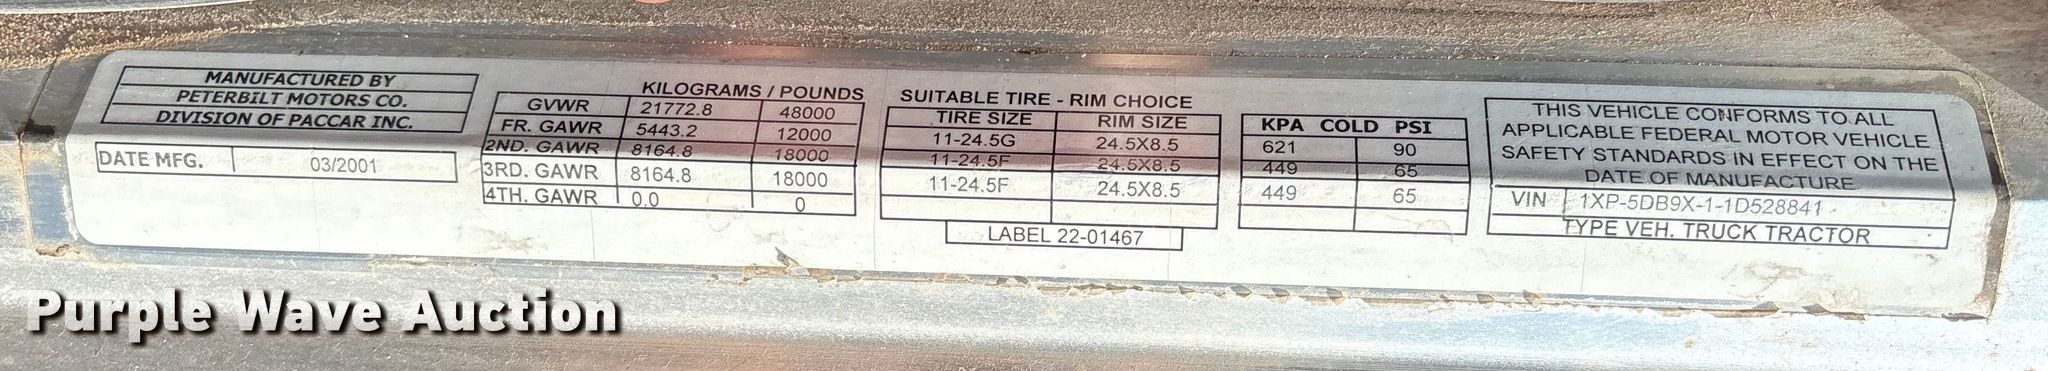 MANUFACTURED BY
PETERBILT MOTORS CO.
DIVISION OF PACCAR INC.
DATE MFG. 03/2001
KILOGRAMS / POUNDS
GVWR 21772.8 48000
FR. GAWR 5443.2 12000
2ND. GAWR 8164.8 18000
3RD. GAWR 8164.8 18000
4TH. GAWR 0.0 0
SUITABLE TIRE - RIM CHOICE
TIRE SIZE RIM SIZE
11-24.5G 24.5X8.5
11-24.5F 24.5X8.5
11-24.5F 24.5X8.5
LABEL 22-01467
KPA COLD PSI
621 90
449 65
449 65
THIS VEHICLE CONFORMS TO ALL
APPLICABLE FEDERAL MOTOR VEHICLE
SAFETY STANDARDS IN EFFECT ON THE
DATE OF MANUFACTURE
VIN 1XP-5DB9X-1-1D528841
TYPE VEH. TRUCK TRACTOR
Purple Wave Auction